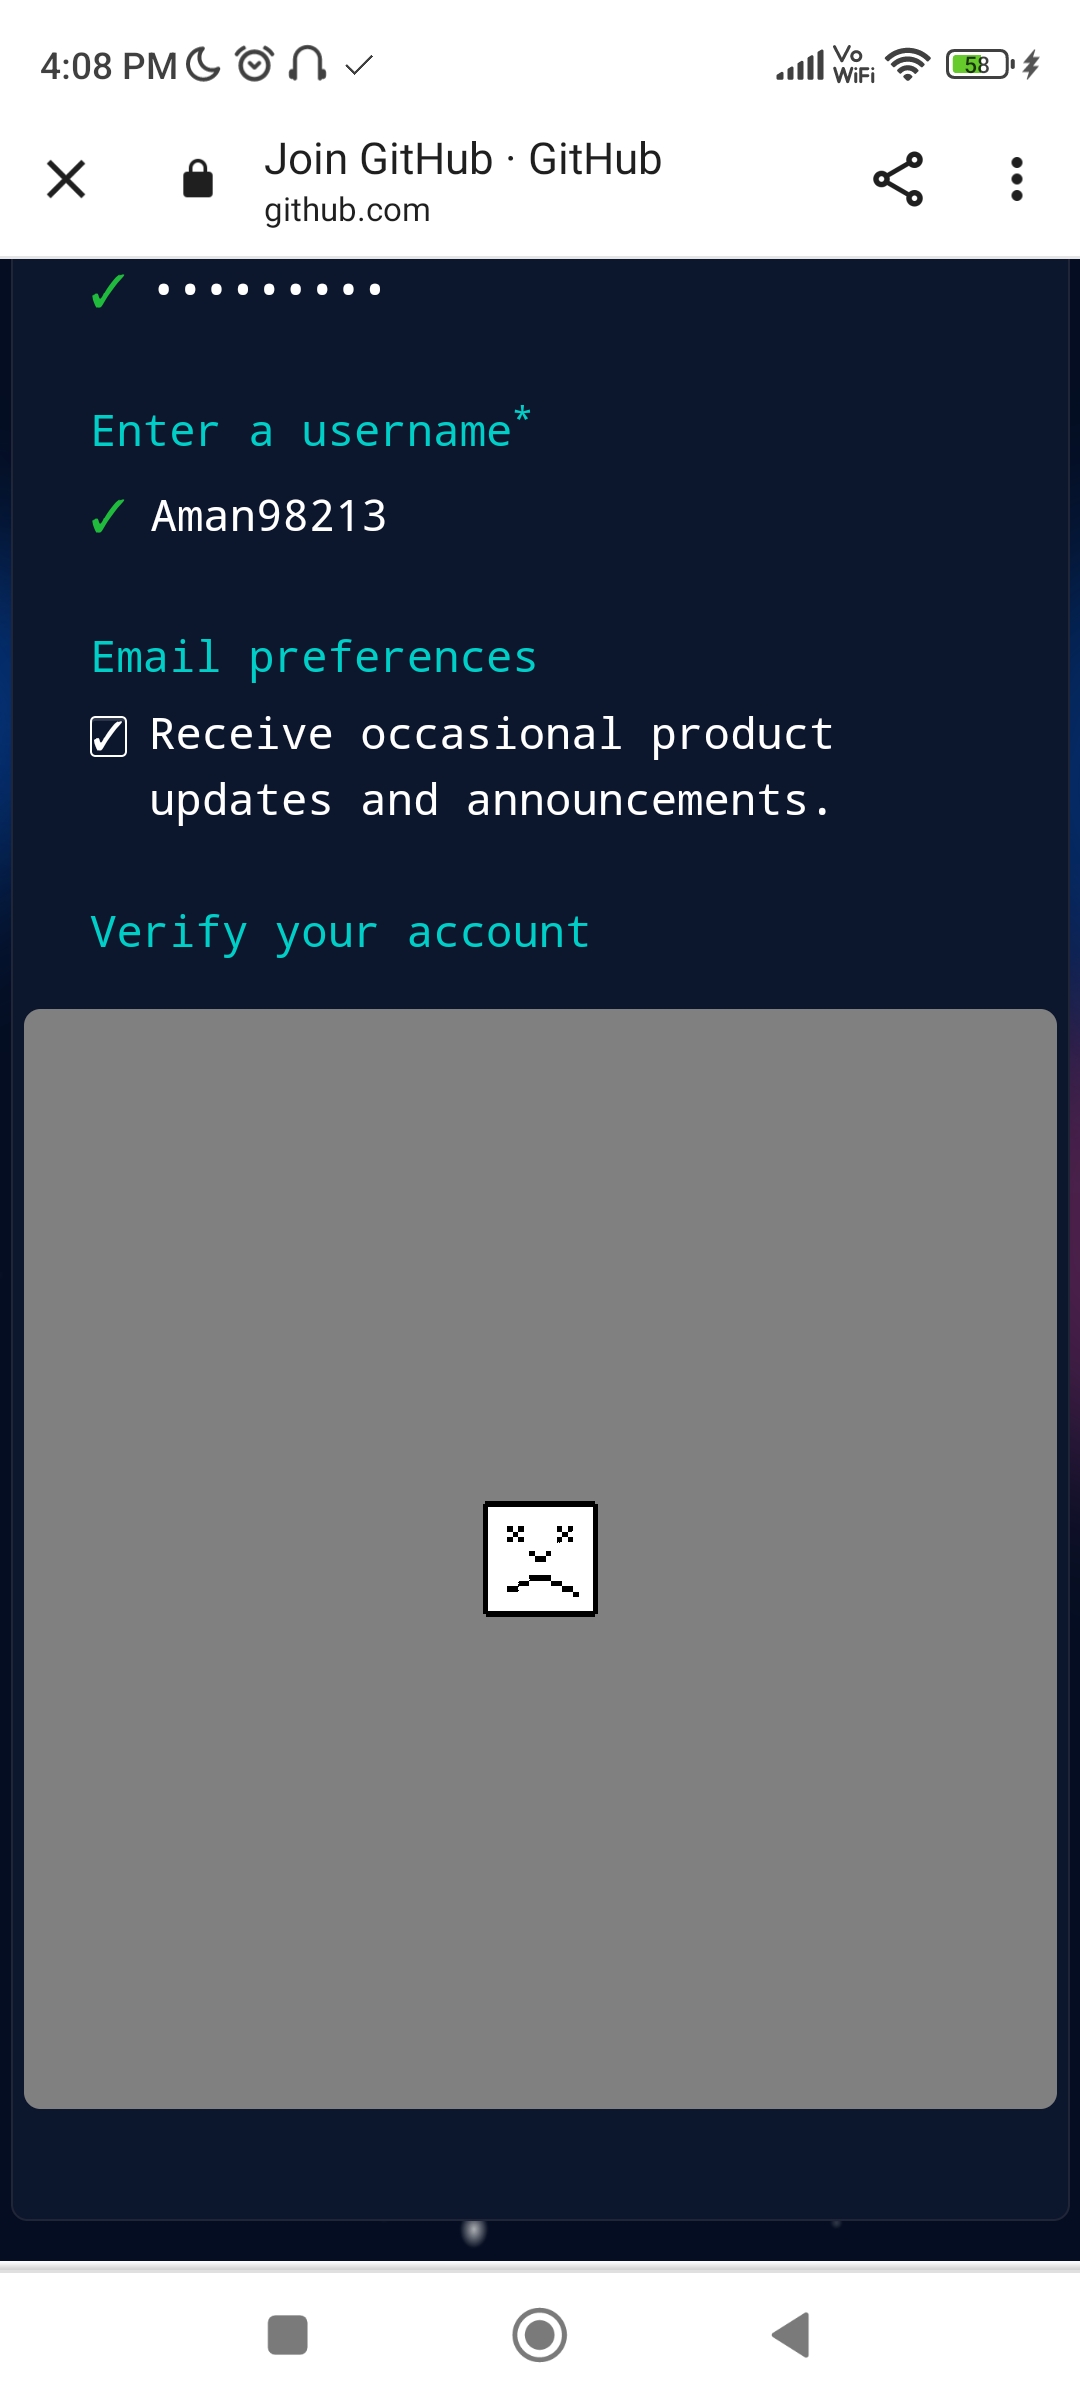 4:08 PM
Vo
WiFi
58
Join GitHub · GitHub
github.com
•••••••••
Enter a username*
Aman98213
Email preferences
Receive occasional product
updates and announcements.
Verify your account